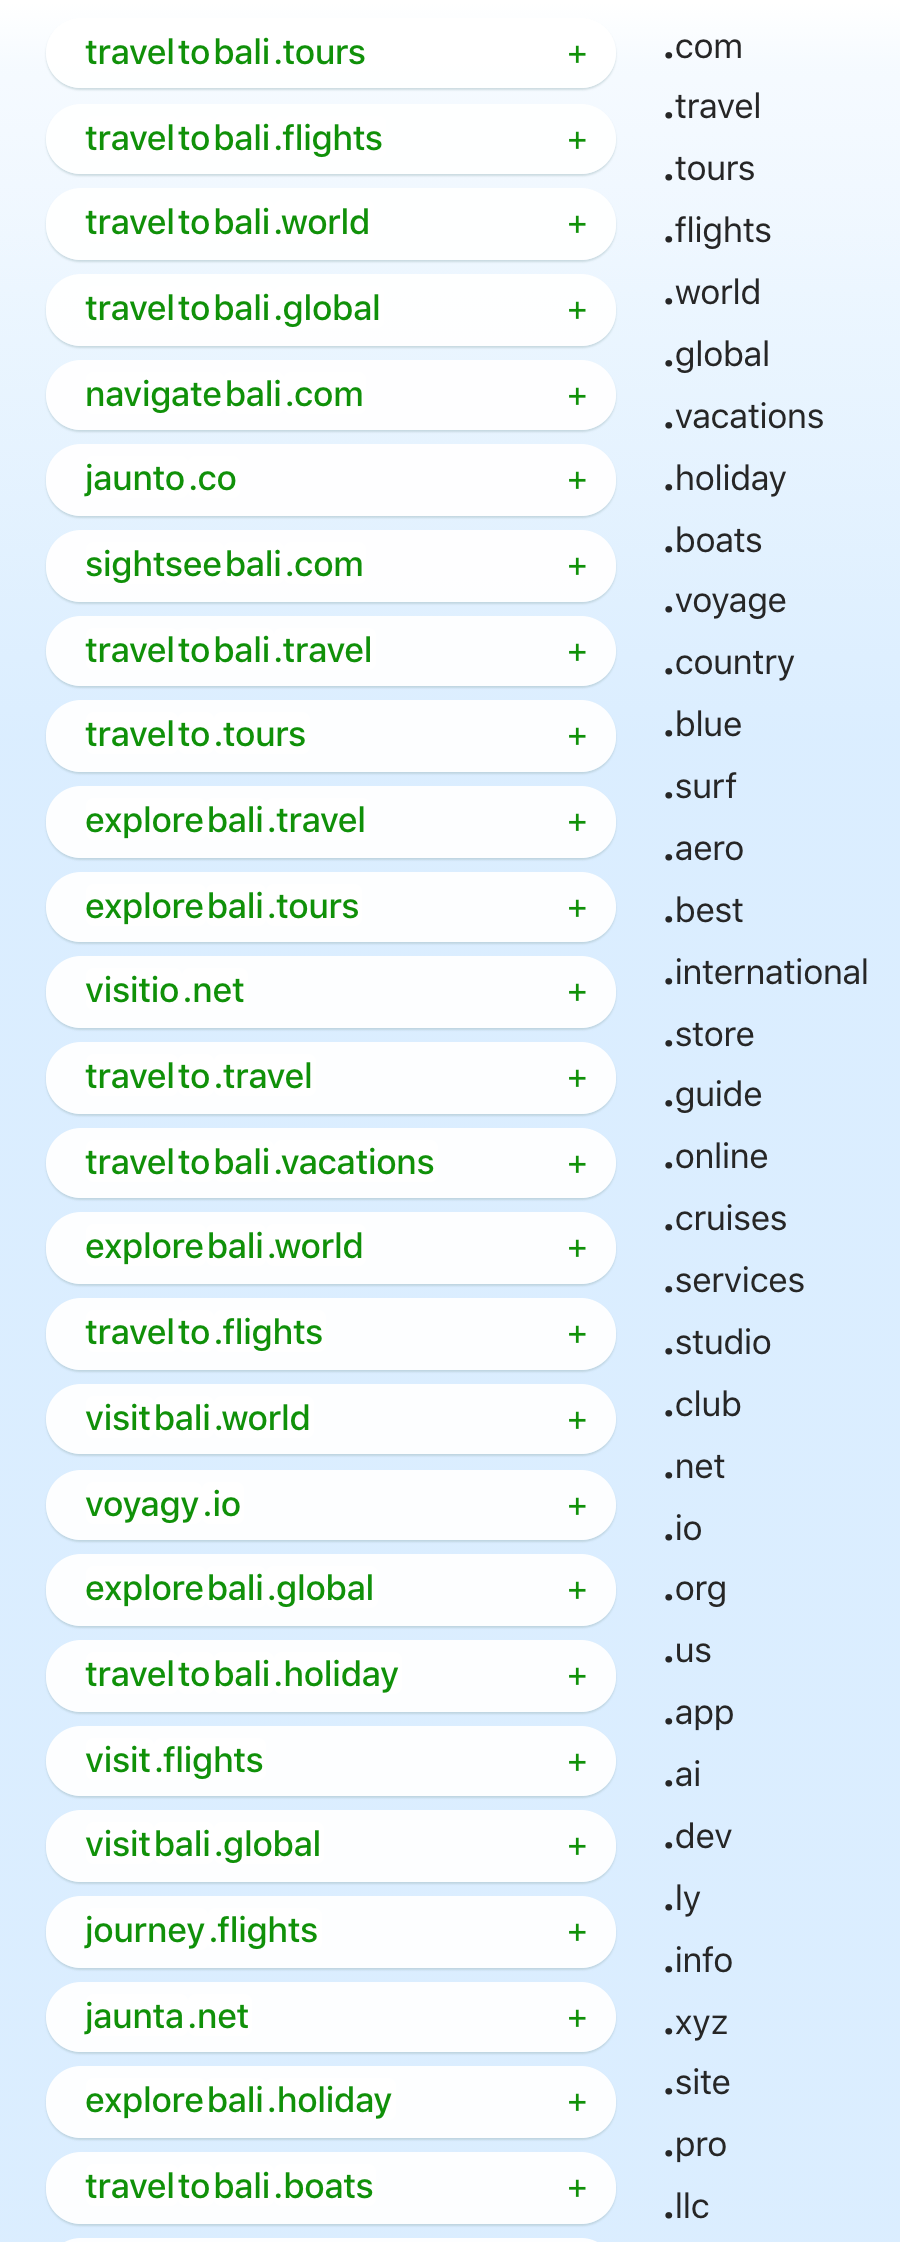 traveltobali.tours +
traveltobali.flights +
traveltobali.world +
traveltobali.global +
navigatebali.com +
jaunto.co +
sightseebali.com +
traveltobali.travel +
travelto.tours +
explorebali.travel +
explorebali.tours +
visitio.net +
travelto.travel +
traveltobali.vacations +
explorebali.world +
travelto.flights +
visitbali.world +
voyagy.io +
explorebali.global +
traveltobali.holiday +
visit.flights +
visitbali.global +
journey.flights +
jaunta.net +
explorebali.holiday +
traveltobali.boats +
.com
.travel
.tours
.flights
.world
.global
.vacations
.holiday
.boats
.voyage
.country
.blue
.surf
.aero
.best
.international
.store
.guide
.online
.cruises
.services
.studio
.club
.net
.io
.org
.us
.app
.ai
.dev
.ly
.info
.xyz
.site
.pro
.llc